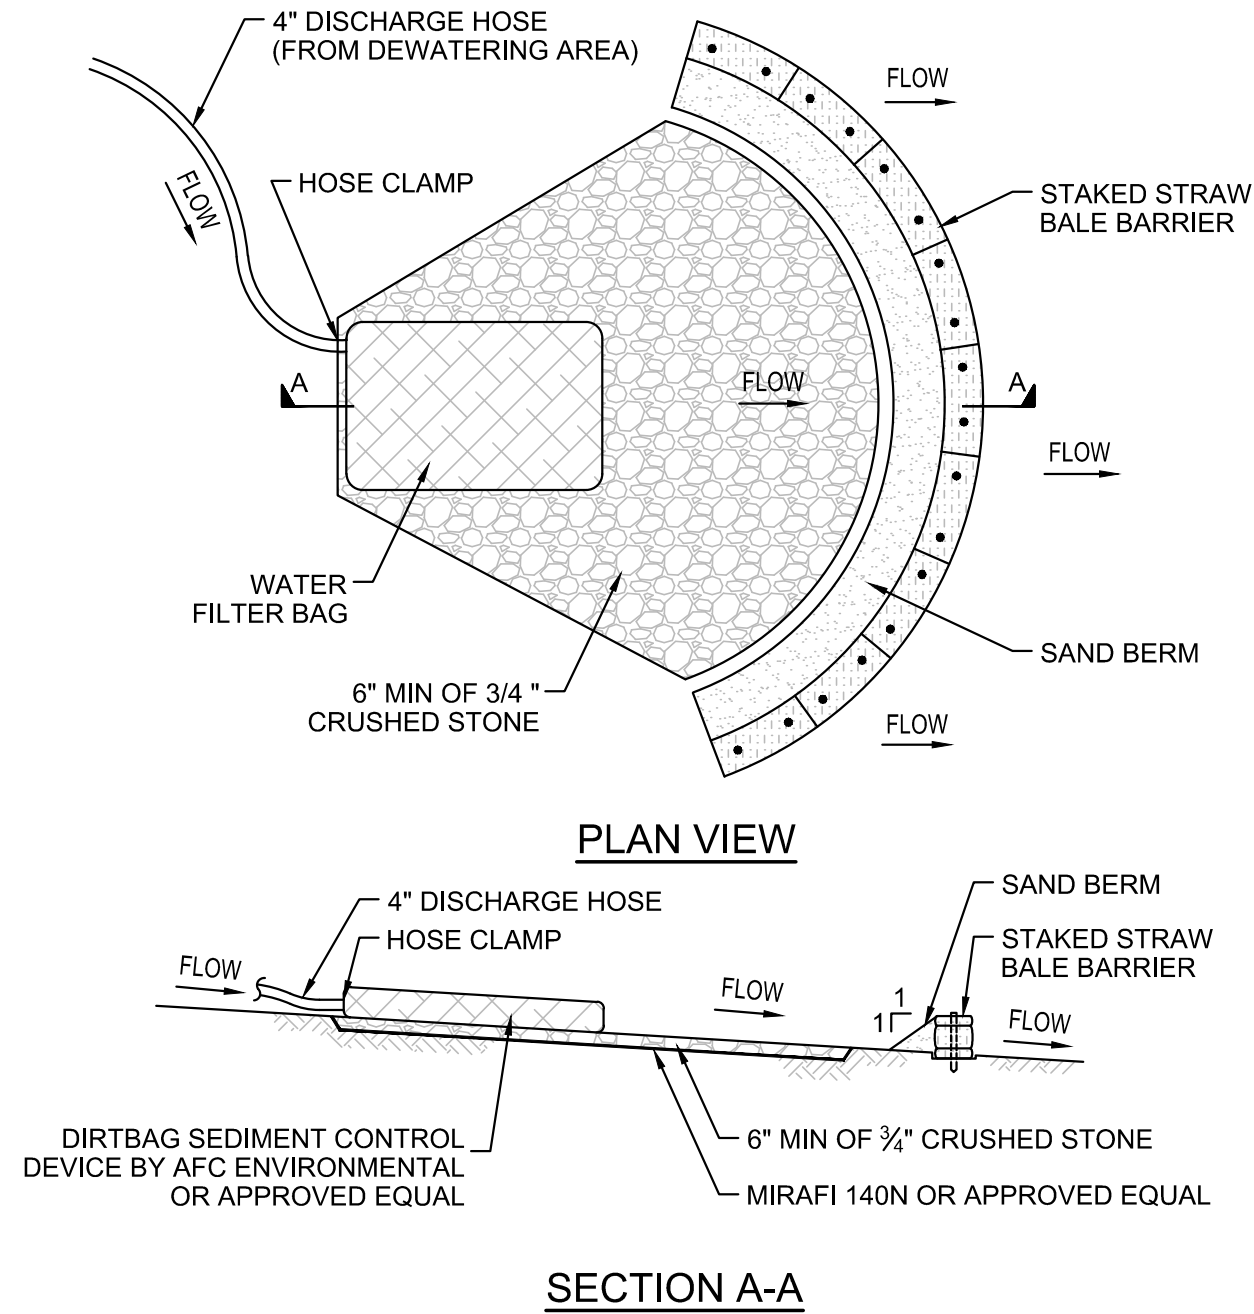 4" DISCHARGE HOSE
(FROM DEWATERING AREA)
FLOW
FLOW
HOSE CLAMP
STAKED STRAW
BALE BARRIER
A
FLOW
A
FLOW
WATER
FILTER BAG
SAND BERM
6" MIN OF 3/4 "
CRUSHED STONE
FLOW
PLAN VIEW
4" DISCHARGE HOSE
HOSE CLAMP
SAND BERM
STAKED STRAW
BALE BARRIER
FLOW
FLOW
1
1
FLOW
DIRTBAG SEDIMENT CONTROL
DEVICE BY AFC ENVIRONMENTAL
OR APPROVED EQUAL
6" MIN OF ¾" CRUSHED STONE
MIRAFI 140N OR APPROVED EQUAL
SECTION A-A